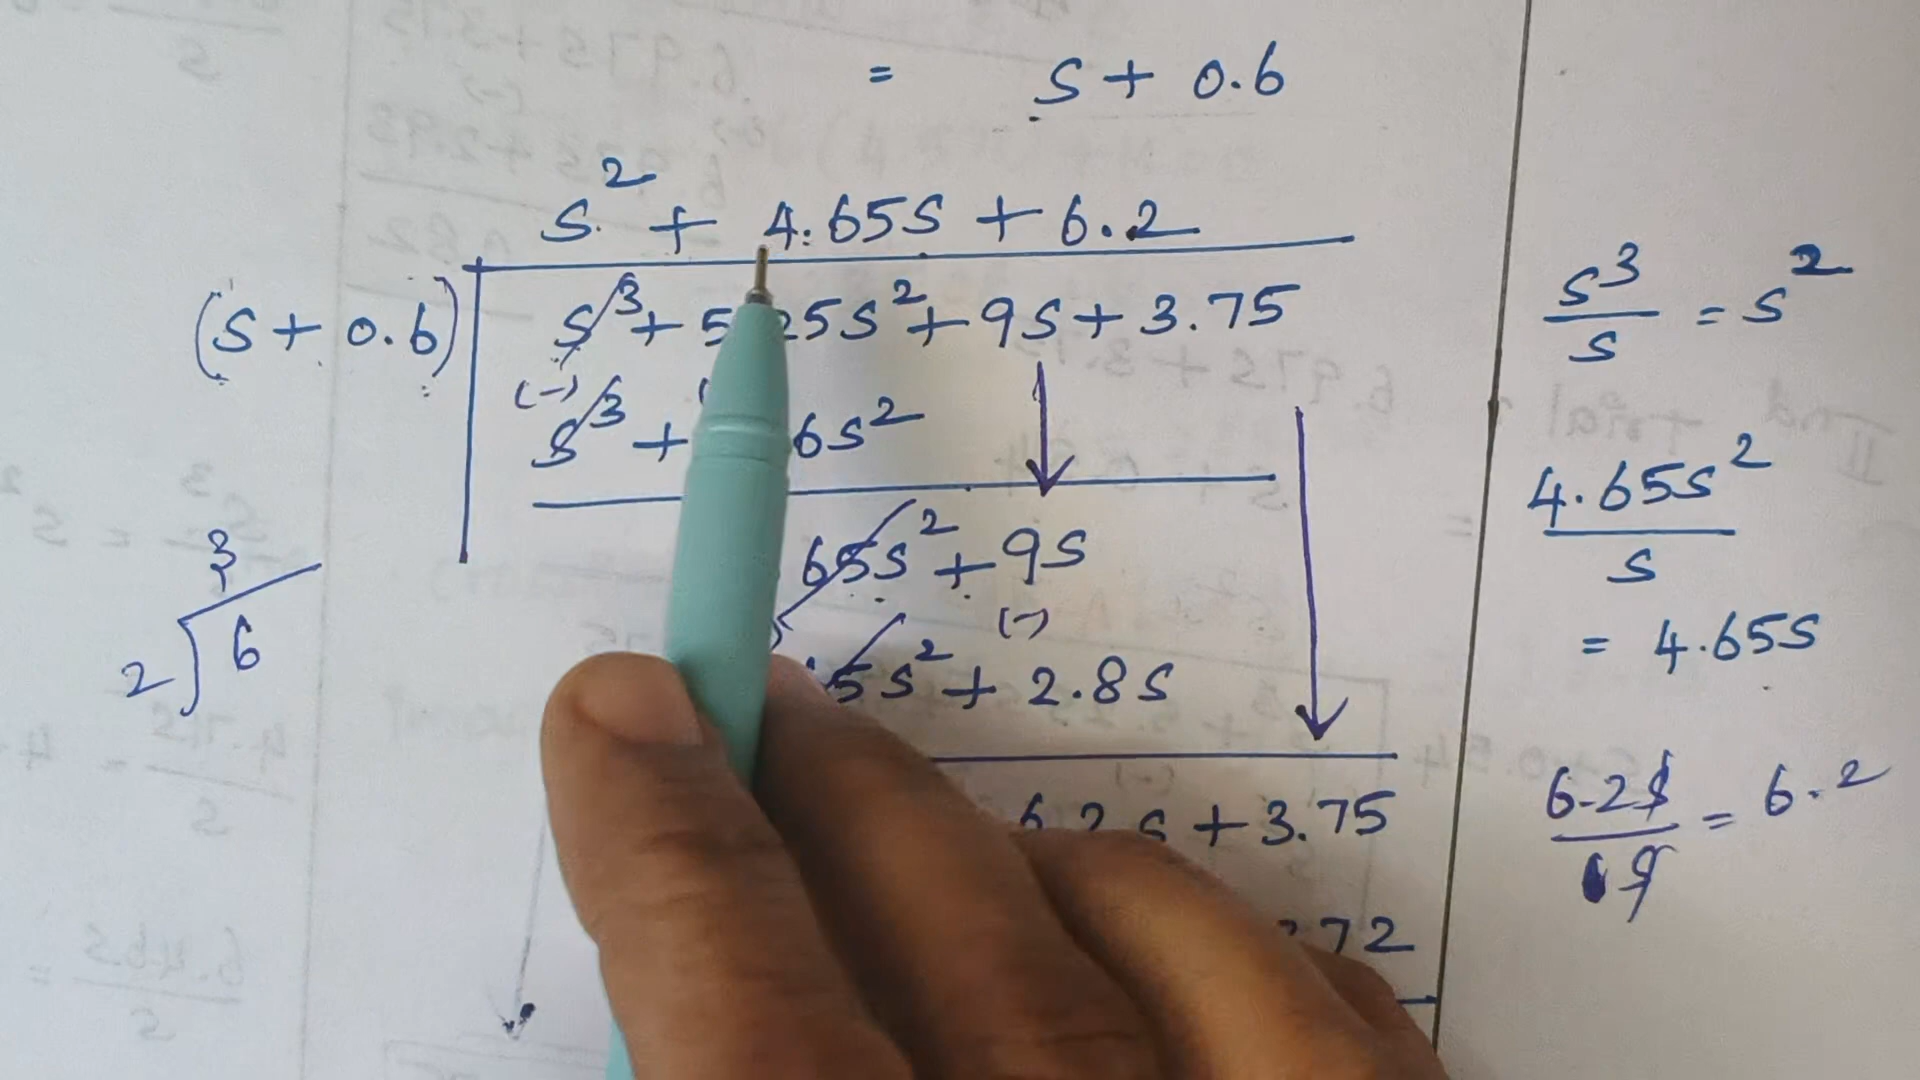 = s + 0.6
s² + 4.65s + 6.2
(s + 0.6) s³ + 5 25s² + 9s + 3.75
(-)
s³ + 6s²
65s² + 9s
(-)
5s² + 2.8s
6.2s + 3.75
72
3
2 6
s³/s = s²
4.65s²/s
= 4.65s
6.2s/s = 6.2